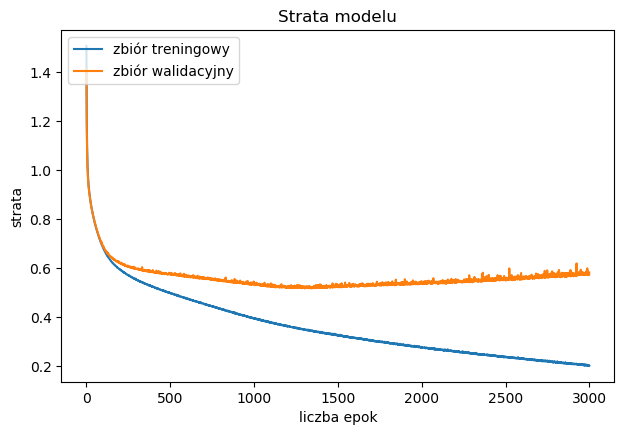 Strata modelu
zbiór treningowy
zbiór walidacyjny
strata
1.4
1.2
1.0
0.8
0.6
0.4
0.2
0 500 1000 1500 2000 2500 3000
liczba epok